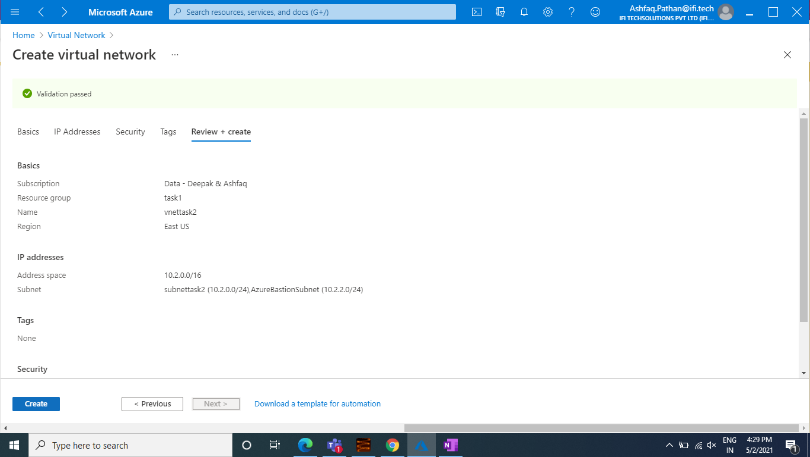 Microsoft Azure
Search resources, services, and docs (G+/)
Ashfaq.Pathan@ifi.tech
IFI TECHSOLUTIONS PVT LTD (IFI...
Home > Virtual Network >
Create virtual network ...
Validation passed
Basics IP Addresses Security Tags Review + create
Basics
Subscription Data - Deepak & Ashfaq
Resource group task1
Name vnettask2
Region East US
IP addresses
Address space 10.2.0.0/16
Subnet subnettask2 (10.2.0.0/24),AzureBastionSubnet (10.2.2.0/24)
Tags
None
Security
Create < Previous Next > Download a template for automation
Type here to search
1
ENG
IN
4:29 PM
5/2/2021
1